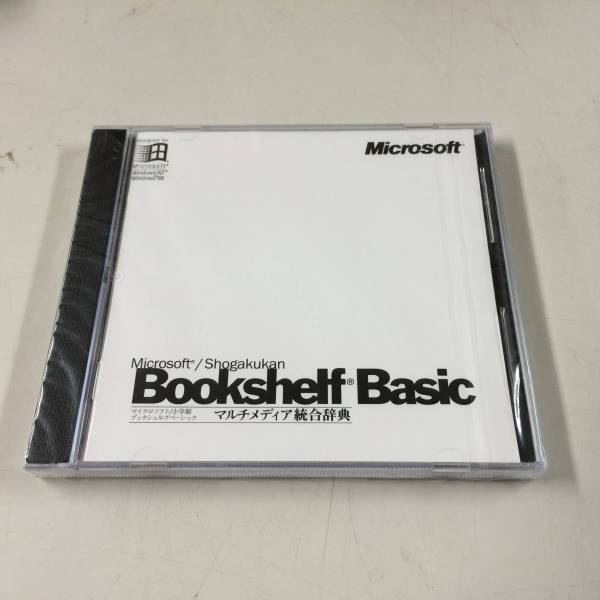 Designed for
Microsoft®
Windows NT®
Windows®98
Microsoft®
Microsoft®/Shogakukan
Bookshelf® Basic
マイクロソフト/小学館
ブックシェルフベーシック
マルチメディア統合辞典